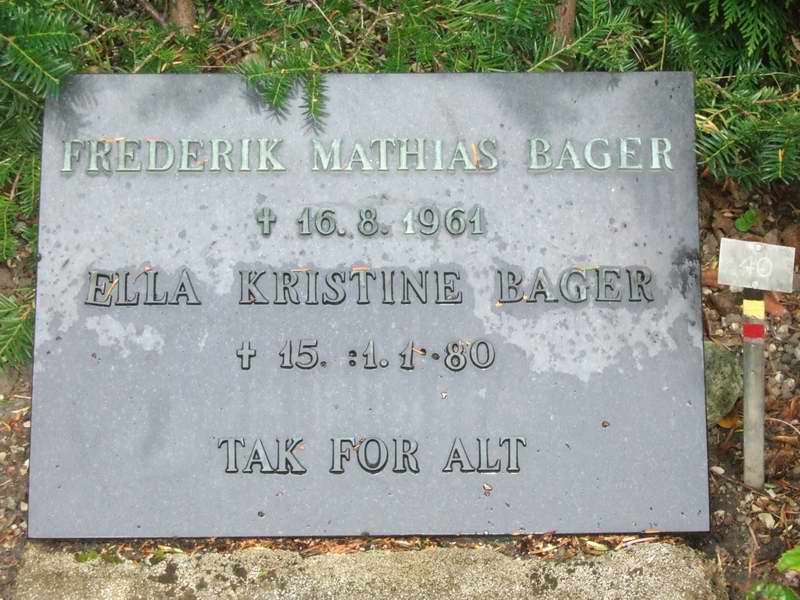 FREDERIK MATHIAS BAGER
✝ 16. 8. 1961
ELLA KRISTINE BAGER
✝ 15. :1. 1 · 80
TAK FOR ALT
40